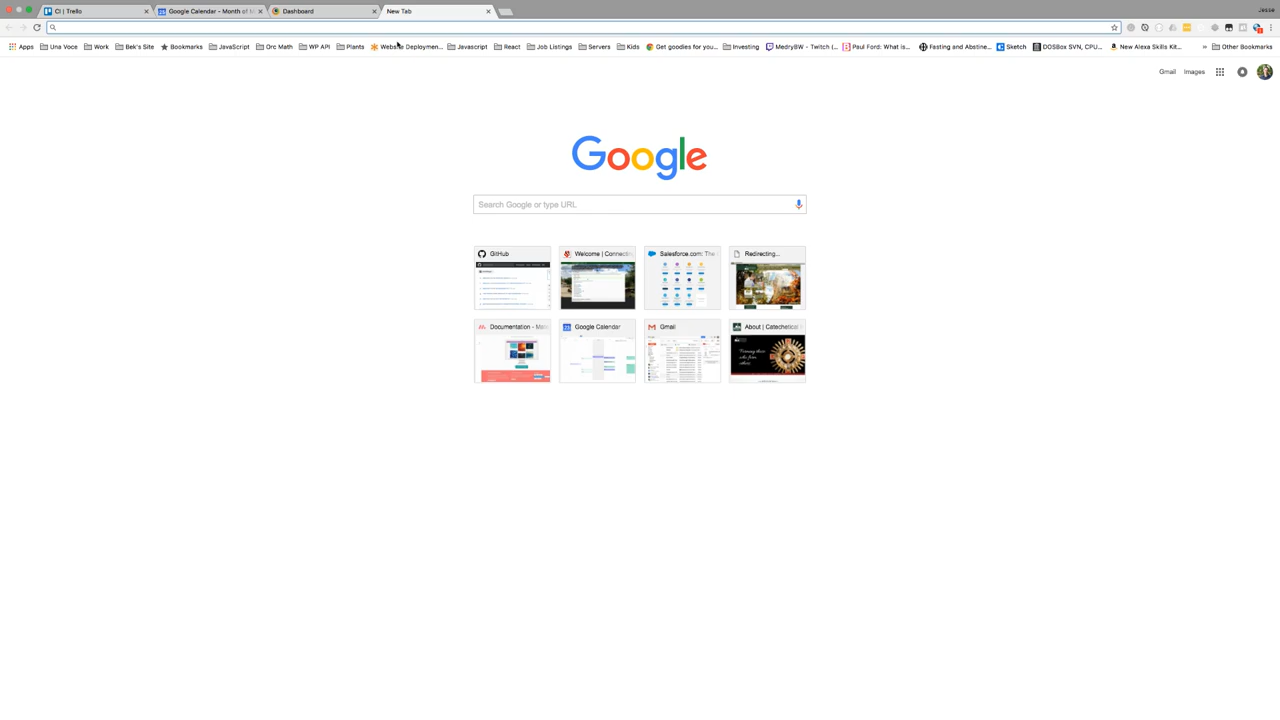 CI | Trello
Google Calendar - Month of M
Dashboard
New Tab
Jesse
Apps
Una Voce
Work
Bek's Site
Bookmarks
JavaScript
Orc Math
WP API
Plants
Website Deploymen...
Javascript
React
Job Listings
Servers
Kids
Get goodies for you...
Investing
MedryBW - Twitch (...
Paul Ford: What is...
Fasting and Abstine...
Sketch
DOSBox SVN, CPU...
New Alexa Skills Kit...
»
Other Bookmarks
Gmail
Images
Google
Search Google or type URL
GitHub
Welcome | Connecting
Salesforce.com: The
Redirecting...
Documentation - Mate
Google Calendar
Gmail
About | Catechetical